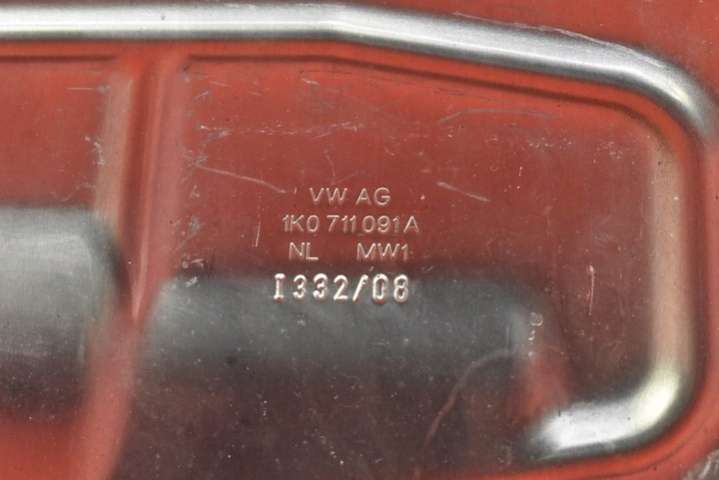 VW AG
1K0 711 091 A
NL MW1
I332/08